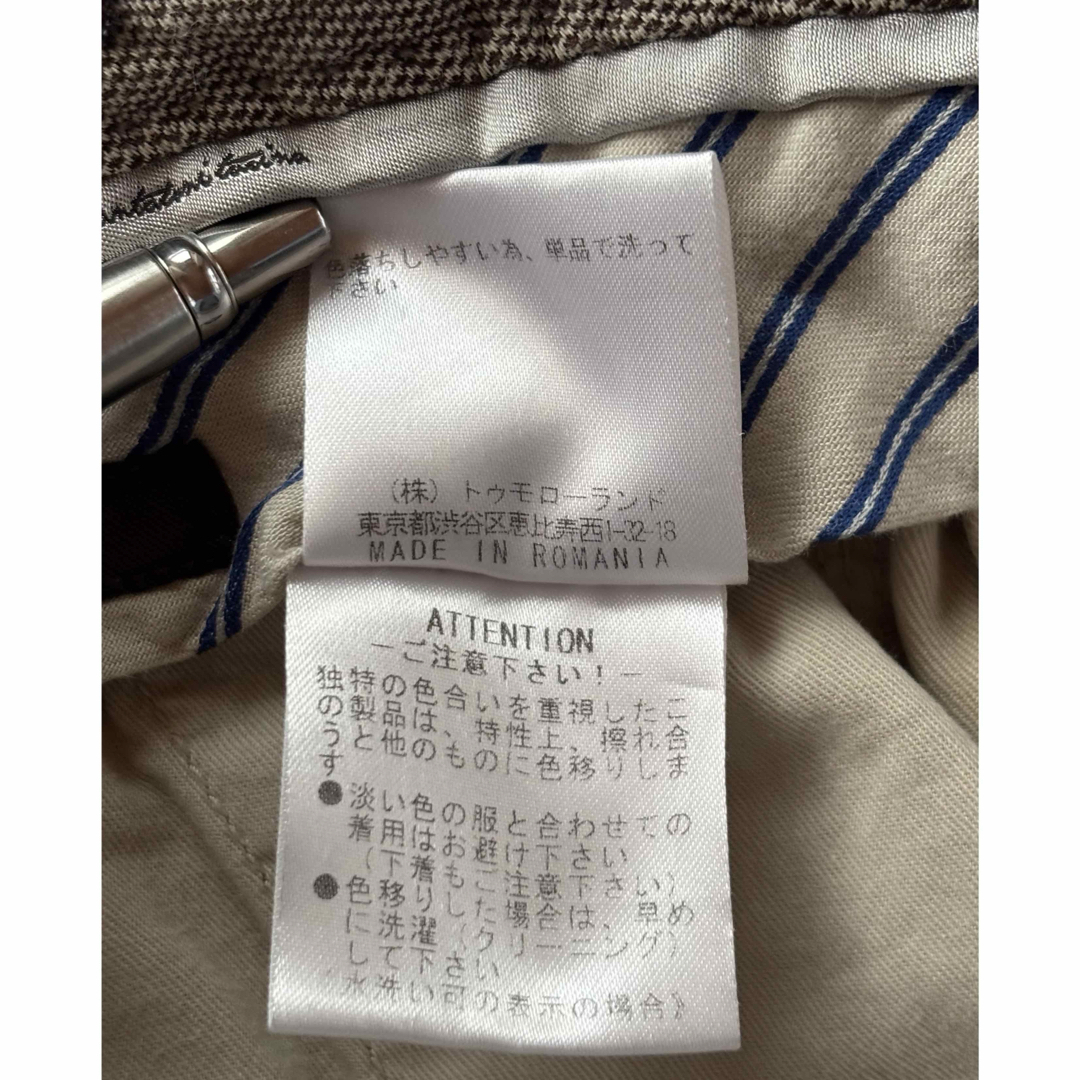 ntaloni torino
色落ちしやすい為、単品で洗って
下さい
(株) トゥモローランド
東京都渋谷区恵比寿西1-32-18
MADE IN ROMANIA
ATTENTION
－ご注意下さい！－
独特の色合いを重視したこ
の製品は、特性上、擦れ合
うと他のものに色移りしま
す
●淡い色の服と合わせての
着用はお避け下さい
(下着もご注意下さい)
●色移りした場合は、早め
に洗濯(クリーニング)
して下さい
水洗い可の表示の場合》